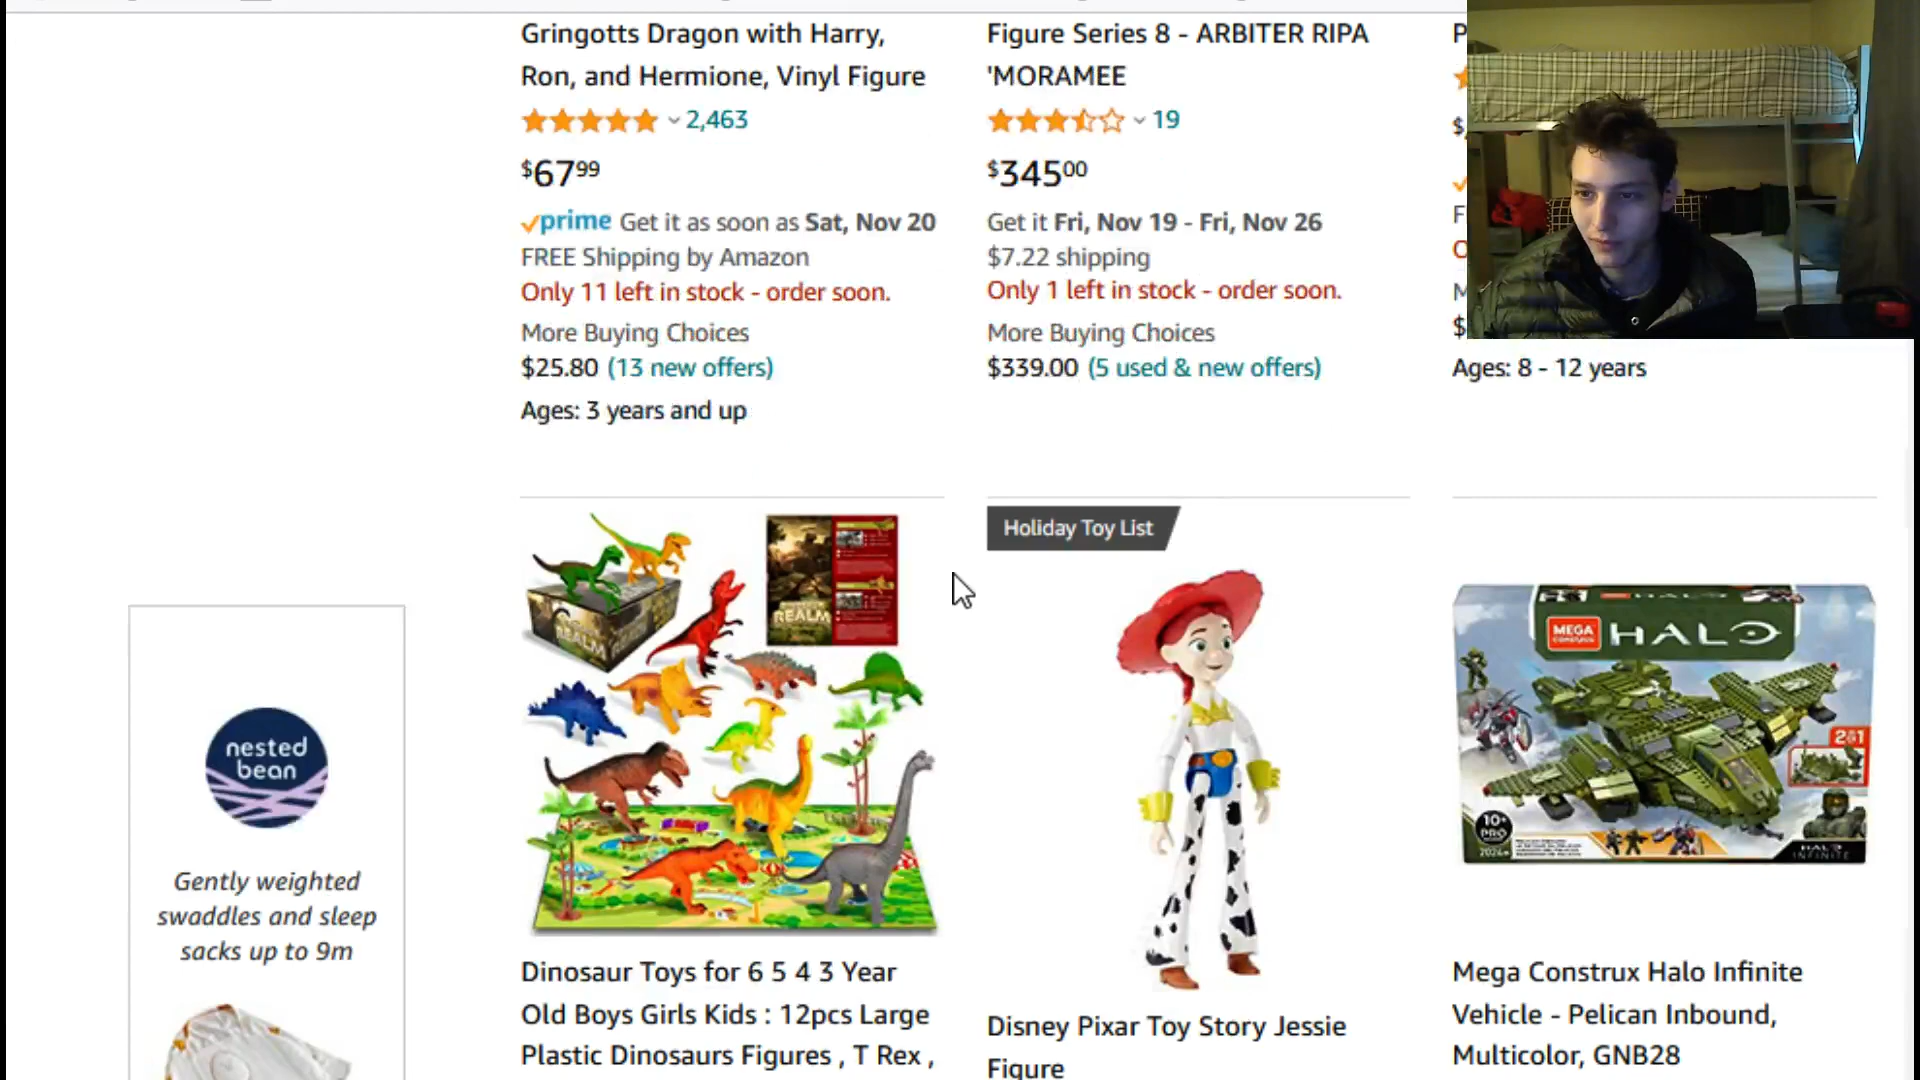 Gringotts Dragon with Harry,
Ron, and Hermione, Vinyl Figure
2,463
$67 99
prime Get it as soon as Sat, Nov 20
FREE Shipping by Amazon
Only 11 left in stock - order soon.
More Buying Choices
$25.80 (13 new offers)
Ages: 3 years and up
Figure Series 8 - ARBITER RIPA
'MORAMEE
19
$345 00
Get it Fri, Nov 19 - Fri, Nov 26
$7.22 shipping
Only 1 left in stock - order soon.
More Buying Choices
$339.00 (5 used & new offers)
P
$
F
O
M
$
Ages: 8 - 12 years
nested
bean
Gently weighted
swaddles and sleep
sacks up to 9m
REALM
REALM
Dinosaur Toys for 6 5 4 3 Year
Old Boys Girls Kids : 12pcs Large
Plastic Dinosaurs Figures , T Rex ,
Holiday Toy List
Disney Pixar Toy Story Jessie
Figure
MEGA
CONSTRUX
HALO
10+
PRO
HALO
INFINITE
Mega Construx Halo Infinite
Vehicle - Pelican Inbound,
Multicolor, GNB28